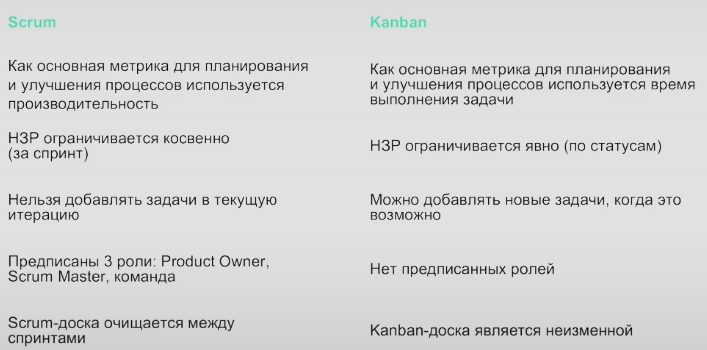 Scrum
Kanban
Как основная метрика для планирования
и улучшения процессов используется
производительность
Как основная метрика для планирования
и улучшения процессов используется время
выполнения задачи
НЗР ограничивается косвенно
(за спринт)
НЗР ограничивается явно (по статусам)
Нельзя добавлять задачи в текущую
итерацию
Можно добавлять новые задачи, когда это
возможно
Предписаны 3 роли: Product Owner,
Scrum Master, команда
Нет предписанных ролей
Scrum-доска очищается между
спринтами
Kanban-доска является неизменной